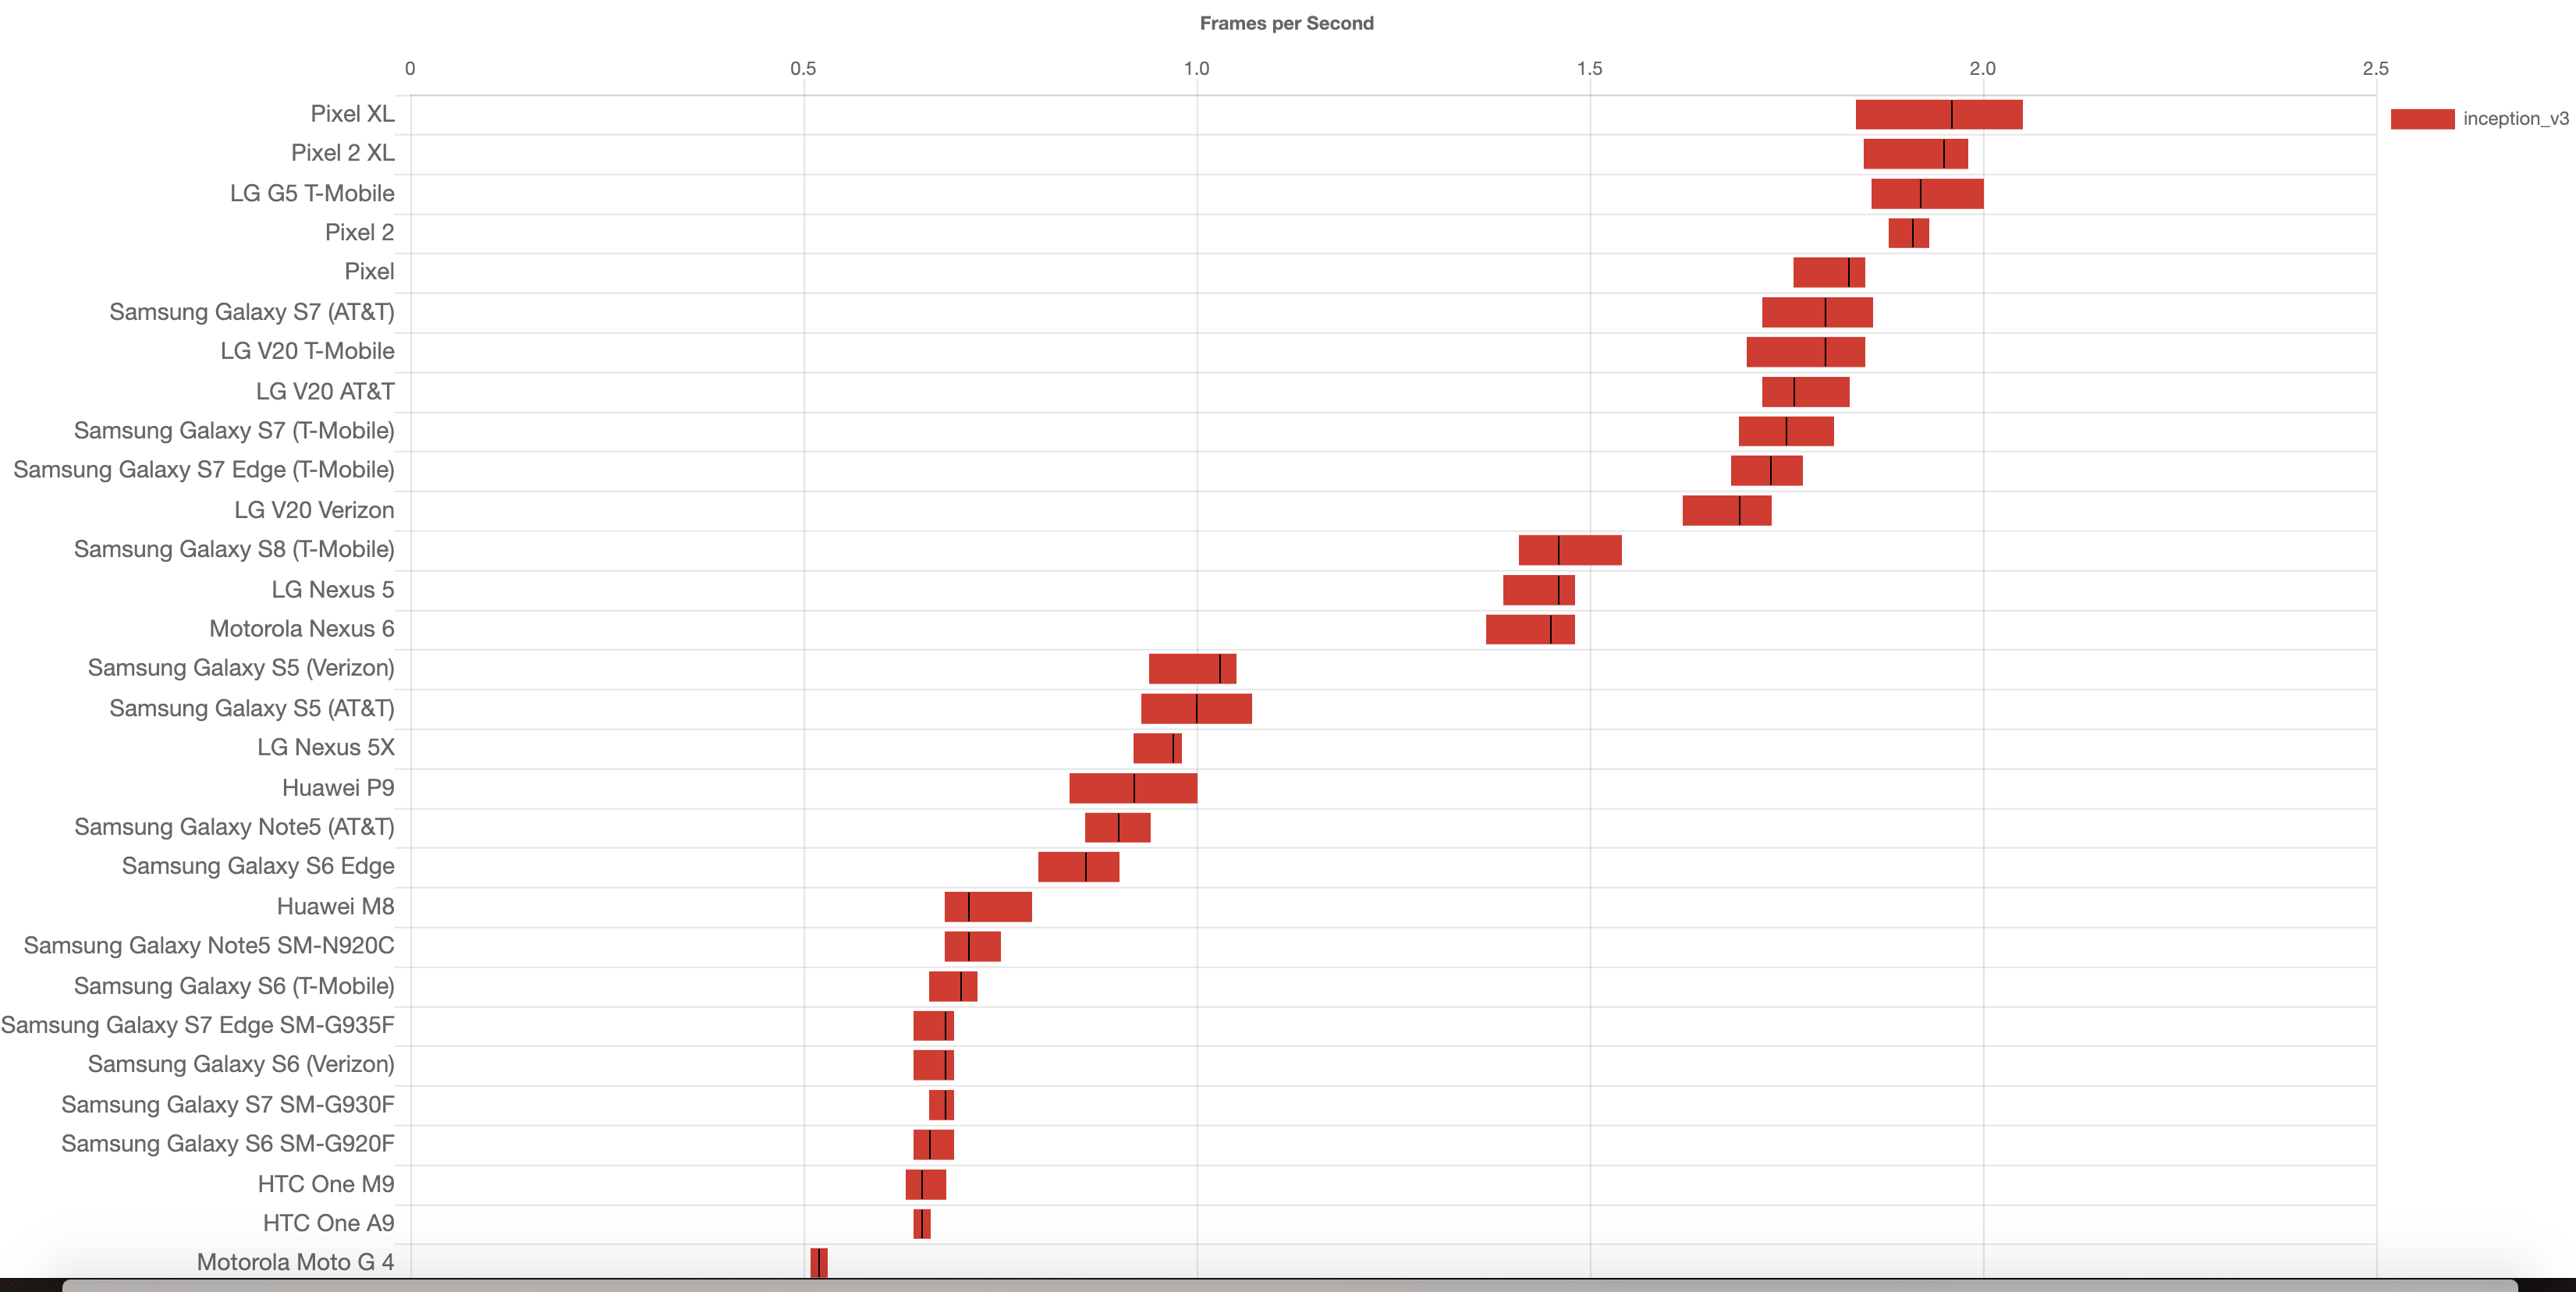 Frames per Second
0 0.5 1.0 1.5 2.0 2.5
Pixel XL
inception_v3
Pixel 2 XL
LG G5 T-Mobile
Pixel 2
Pixel
Samsung Galaxy S7 (AT&T)
LG V20 T-Mobile
LG V20 AT&T
Samsung Galaxy S7 (T-Mobile)
Samsung Galaxy S7 Edge (T-Mobile)
LG V20 Verizon
Samsung Galaxy S8 (T-Mobile)
LG Nexus 5
Motorola Nexus 6
Samsung Galaxy S5 (Verizon)
Samsung Galaxy S5 (AT&T)
LG Nexus 5X
Huawei P9
Samsung Galaxy Note5 (AT&T)
Samsung Galaxy S6 Edge
Huawei M8
Samsung Galaxy Note5 SM-N920C
Samsung Galaxy S6 (T-Mobile)
Samsung Galaxy S7 Edge SM-G935F
Samsung Galaxy S6 (Verizon)
Samsung Galaxy S7 SM-G930F
Samsung Galaxy S6 SM-G920F
HTC One M9
HTC One A9
Motorola Moto G 4